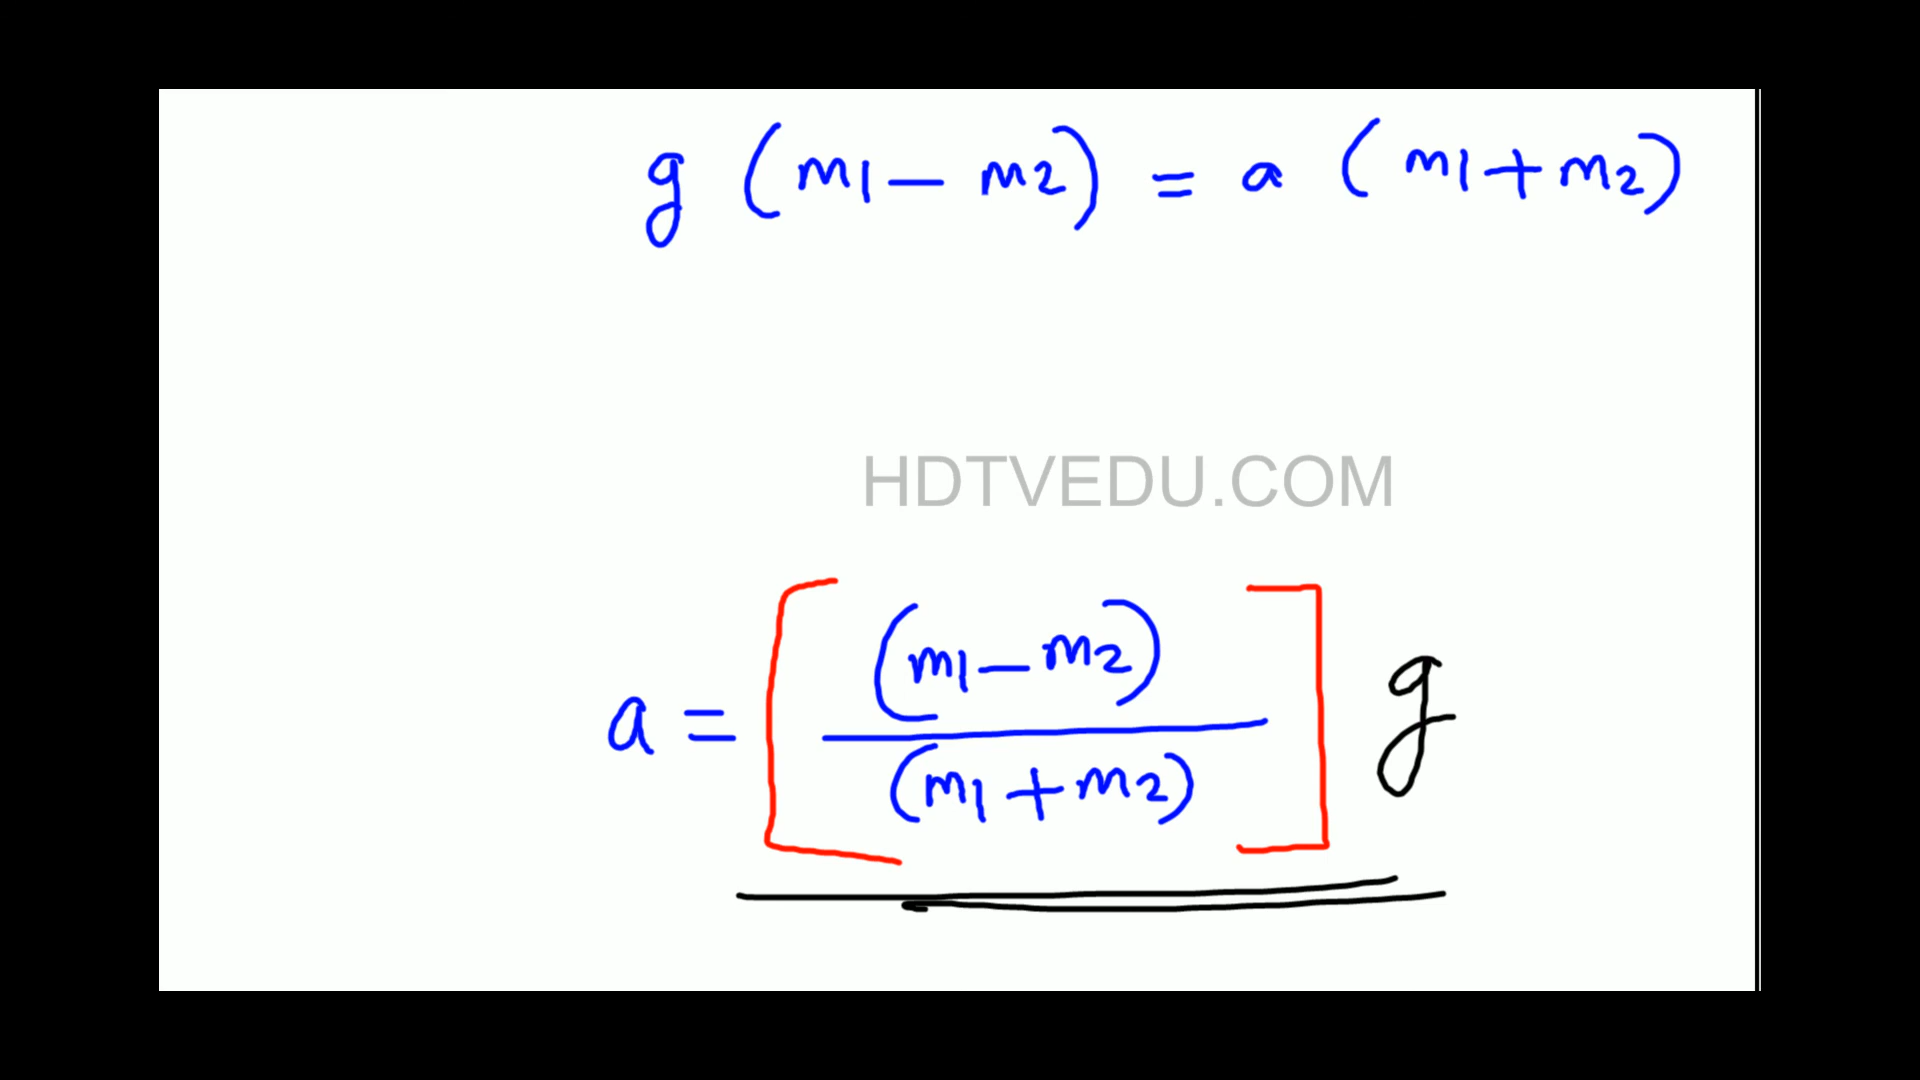 g (m1 - m2) = a (m1 + m2)
HDTVEDU.COM
a = [(m1 - m2) / (m1 + m2)] g